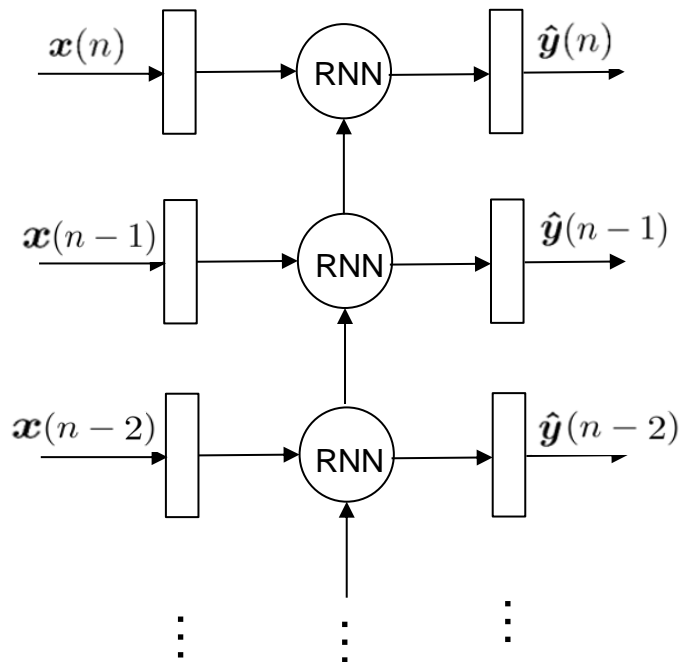 x(n) RNN ŷ(n)
x(n − 1) RNN ŷ(n − 1)
x(n − 2) RNN ŷ(n − 2)
⋮ ⋮ ⋮